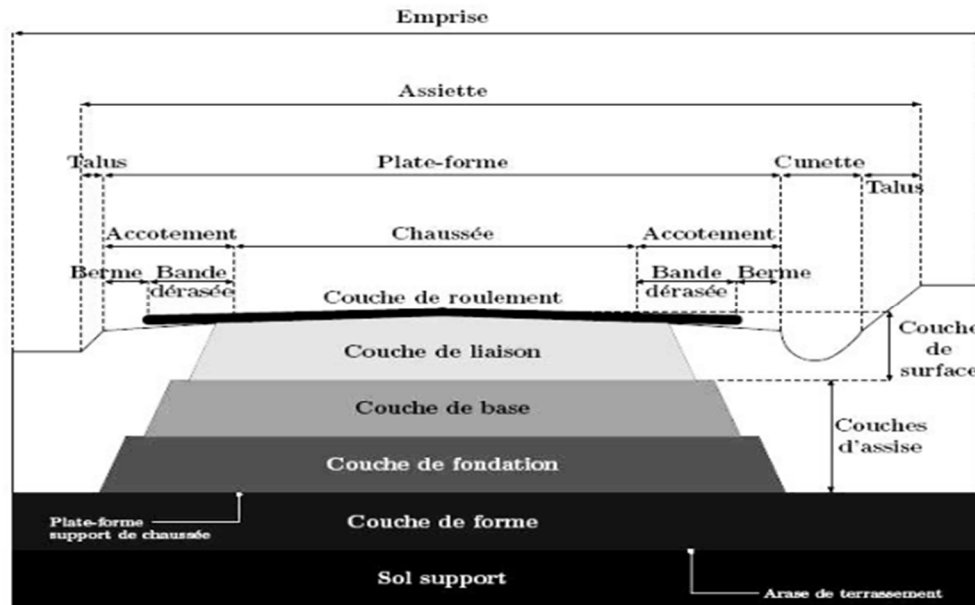 Emprise
Assiette
Talus
Plate-forme
Cunette
Talus
Accotement
Chaussée
Accotement
Berme
Bande
dérasée
Bande
dérasée
Berme
Couche de roulement
Couche
de
surface
Couche de liaison
Couche de base
Couches
d'assise
Couche de fondation
Plate-forme
support de chaussée
Couche de forme
Sol support
Arase de terrassement